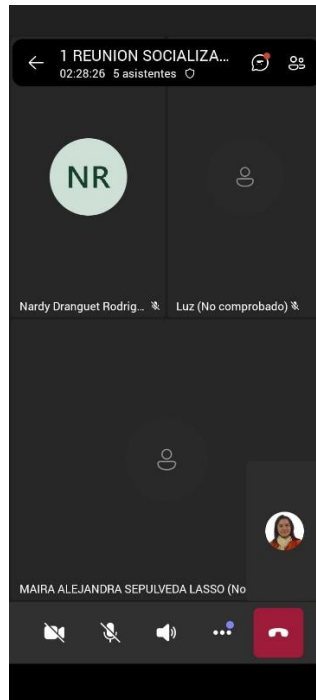 1 REUNION SOCIALIZA...
02:28:26 5 asistentes
NR
Nardy Dranguet Rodrig...
Luz (No comprobado)
MAIRA ALEJANDRA SEPULVEDA LASSO (No